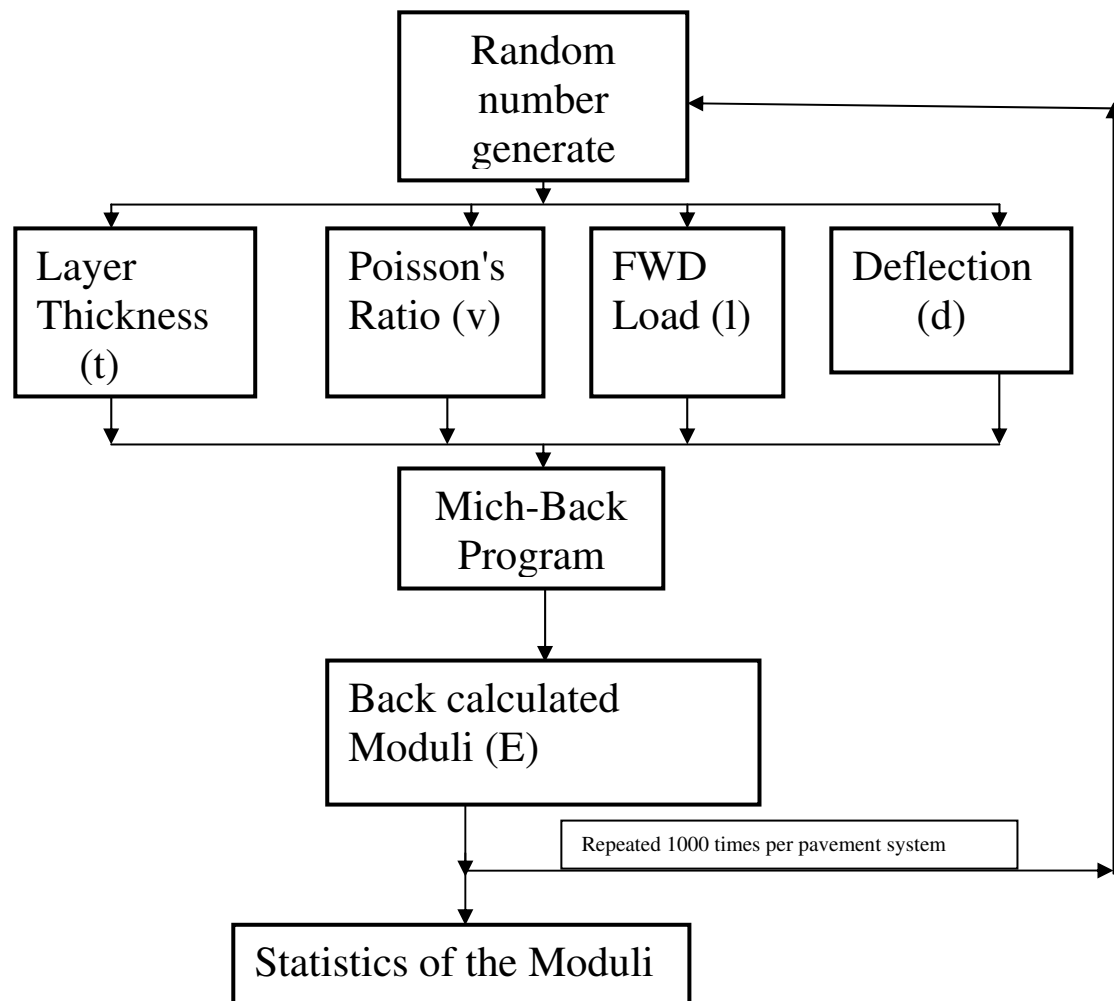 Random
number
generate
Layer
Thickness
(t)
Poisson's
Ratio (v)
FWD
Load (l)
Deflection
(d)
Mich-Back
Program
Back calculated
Moduli (E)
Repeated 1000 times per pavement system
Statistics of the Moduli